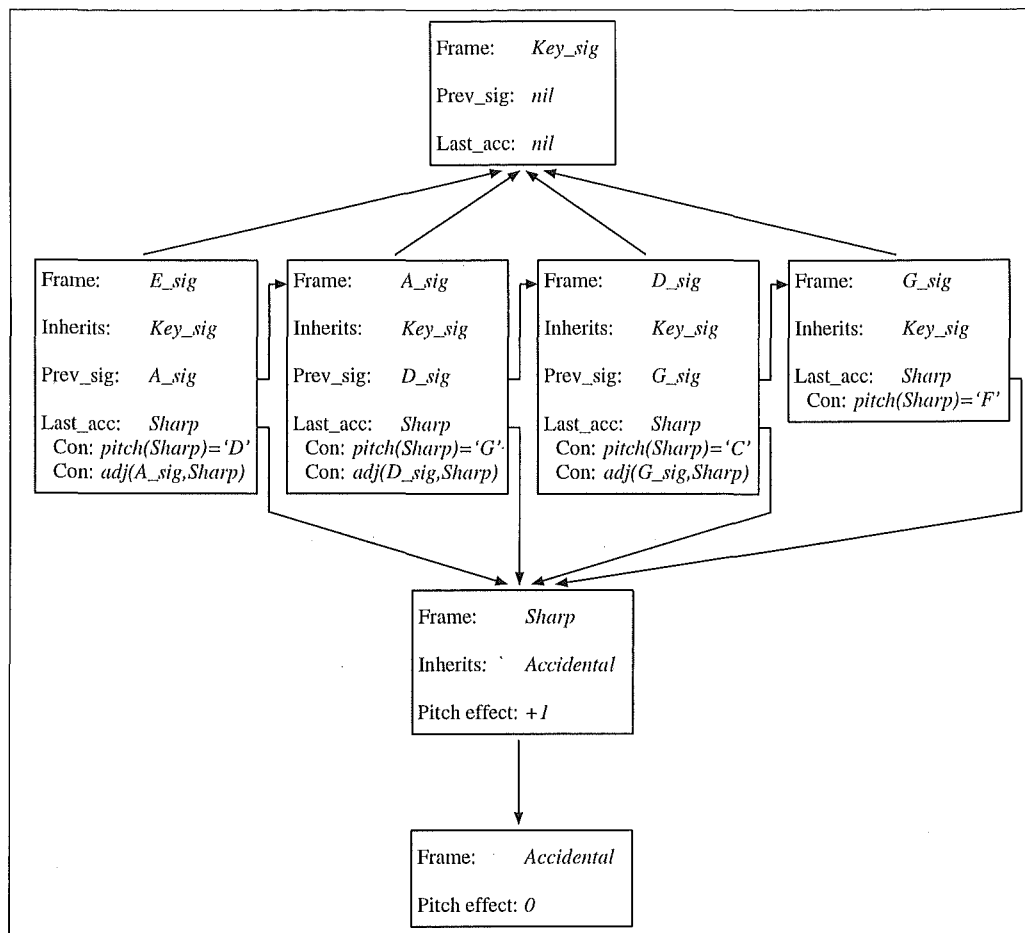 Frame: Key_sig
Prev_sig: nil
Last_acc: nil
Frame: E_sig
Inherits: Key_sig
Prev_sig: A_sig
Last_acc: Sharp
Con: pitch(Sharp)=‘D’
Con: adj(A_sig,Sharp)
Frame: A_sig
Inherits: Key_sig
Prev_sig: D_sig
Last_acc: Sharp
Con: pitch(Sharp)=‘G’
Con: adj(D_sig,Sharp)
Frame: D_sig
Inherits: Key_sig
Prev_sig: G_sig
Last_acc: Sharp
Con: pitch(Sharp)=‘C’
Con: adj(G_sig,Sharp)
Frame: G_sig
Inherits: Key_sig
Last_acc: Sharp
Con: pitch(Sharp)=‘F’
Frame: Sharp
Inherits: Accidental
Pitch effect: +1
Frame: Accidental
Pitch effect: 0